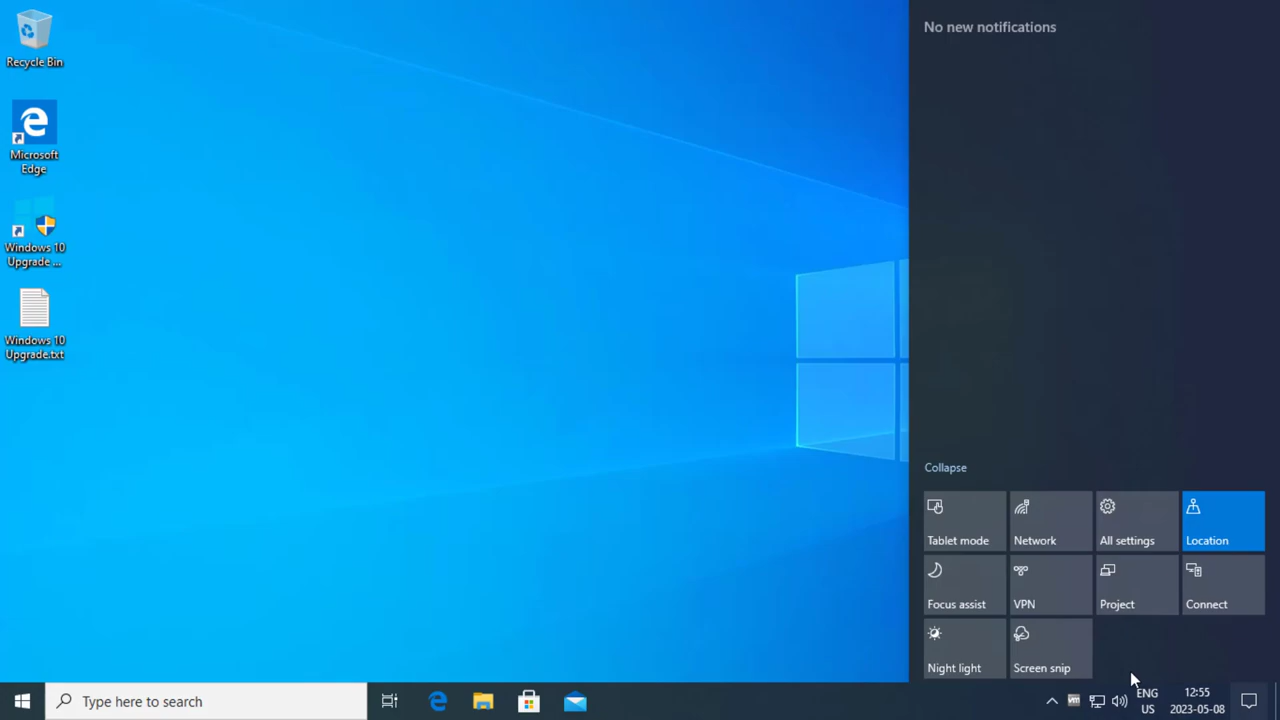 No new notifications
Recycle Bin
Microsoft
Edge
Windows 10
Upgrade ...
Windows 10
Upgrade.txt
Collapse
Tablet mode
Network
All settings
Location
Focus assist
VPN
Project
Connect
Night light
Screen snip
Type here to search
vm
ENG
US
12:55
2023-05-08